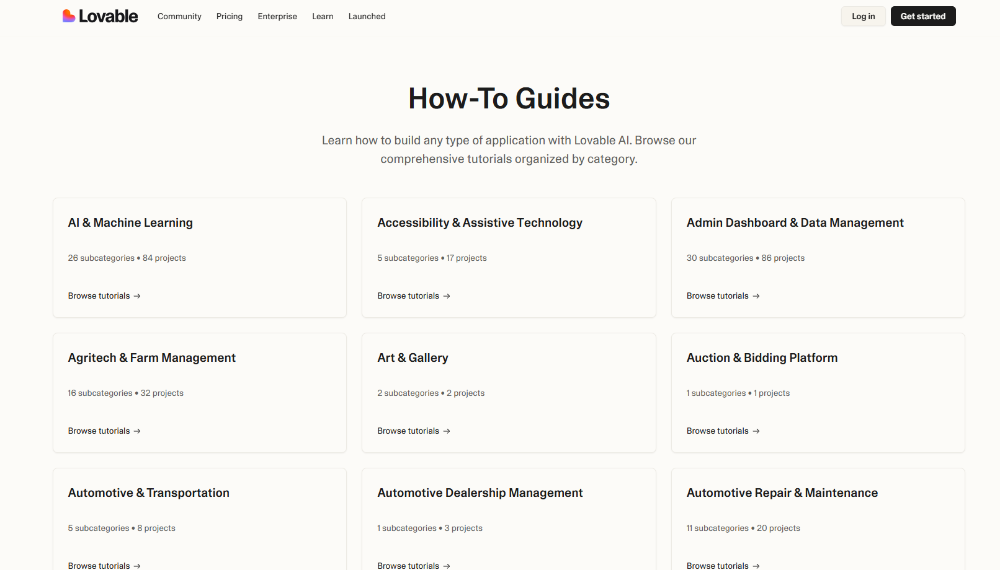 Lovable Community Pricing Enterprise Learn Launched Log in Get started
How-To Guides
Learn how to build any type of application with Lovable AI. Browse our
comprehensive tutorials organized by category.
AI & Machine Learning
26 subcategories • 84 projects
Browse tutorials →
Accessibility & Assistive Technology
5 subcategories • 17 projects
Browse tutorials →
Admin Dashboard & Data Management
30 subcategories • 86 projects
Browse tutorials →
Agritech & Farm Management
16 subcategories • 32 projects
Browse tutorials →
Art & Gallery
2 subcategories • 2 projects
Browse tutorials →
Auction & Bidding Platform
1 subcategories • 1 projects
Browse tutorials →
Automotive & Transportation
5 subcategories • 8 projects
Browse tutorials →
Automotive Dealership Management
1 subcategories • 3 projects
Browse tutorials →
Automotive Repair & Maintenance
11 subcategories • 20 projects
Browse tutorials →